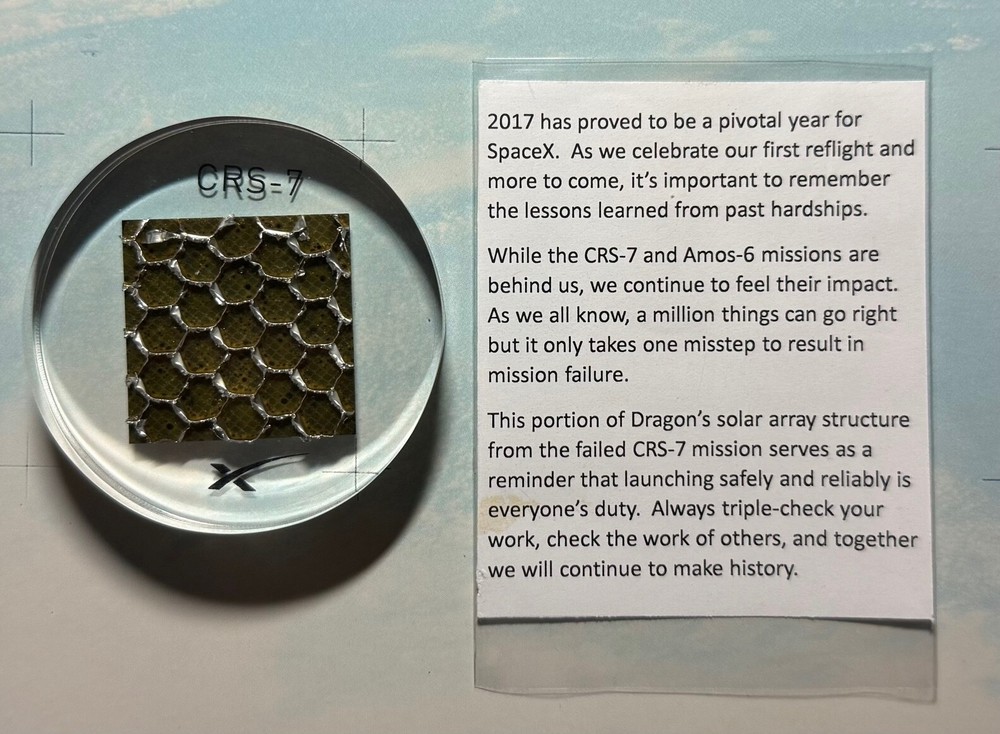 CRS-7
X
2017 has proved to be a pivotal year for
SpaceX.  As we celebrate our first reflight and
more to come, it’s important to remember
the lessons learned from past hardships.
While the CRS-7 and Amos-6 missions are
behind us, we continue to feel their impact.
As we all know, a million things can go right
but it only takes one misstep to result in
mission failure.
This portion of Dragon’s solar array structure
from the failed CRS-7 mission serves as a
reminder that launching safely and reliably is
everyone’s duty.  Always triple-check your
work, check the work of others, and together
we will continue to make history.